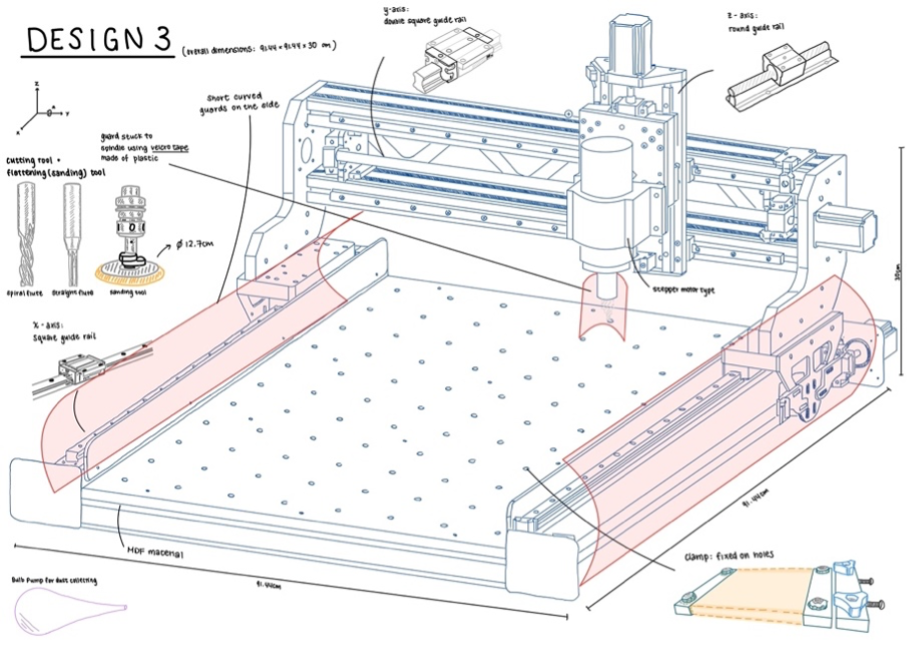 DESIGN 3
(overall dimensions: 91.44 x 91.44 x 30 cm)
y-axis:
double square guide rail
z-axis:
round guide rail
short curved
guards on the side
guard stuck to
spindle using velcro tape
made of plastic
z
x
y
cutting tool +
flattening (sanding) tool
Ø 12.7cm
spiral flute
straight flute
sanding tool
stepper motor type
30cm
x-axis:
square guide rail
91.44cm
MDF material
91.44cm
clamp: fixed on holes
Bulb Pump for dust collecting